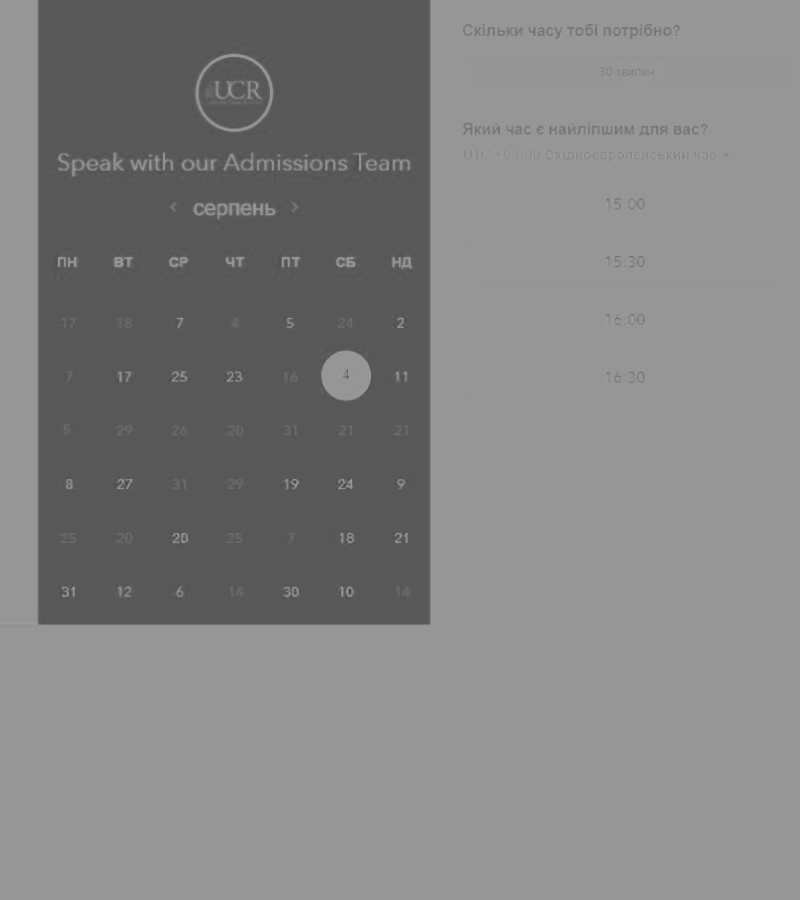 UCR
Speak with our Admissions Team
‹ серпень ›
ПН ВТ СР ЧТ ПТ СБ НД
17 18 7 4 5 24 2
7 17 25 23 16 4 11
5 29 26 20 31 21 21
8 27 31 29 19 24 9
25 20 20 25 7 18 21
31 12 6 14 30 10 14
Скільки часу тобі потрібно?
30 хвилин
Який час є найліпшим для вас?
UTC +03:00 Східноєвропейський час
15:00
15:30
16:00
16:30